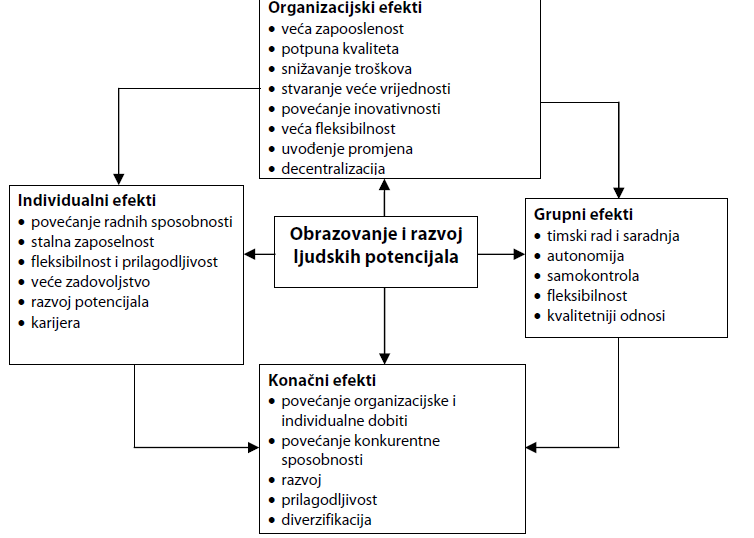 Organizacijski efekti
• veća zapooslenost
• potpuna kvaliteta
• snižavanje troškova
• stvaranje veće vrijednosti
• povećanje inovativnosti
• veća fleksibilnost
• uvođenje promjena
• decentralizacija
Individualni efekti
• povećanje radnih sposobnosti
• stalna zaposelnost
• fleksibilnost i prilagodljivost
• veće zadovoljstvo
• razvoj potencijala
• karijera
Obrazovanje i razvoj
ljudskih potencijala
Grupni efekti
• timski rad i saradnja
• autonomija
• samokontrola
• fleksibilnost
• kvalitetniji odnosi
Konačni efekti
• povećanje organizacijske i
individualne dobiti
• povećanje konkurentne
sposobnosti
• razvoj
• prilagodljivost
• diverzifikacija